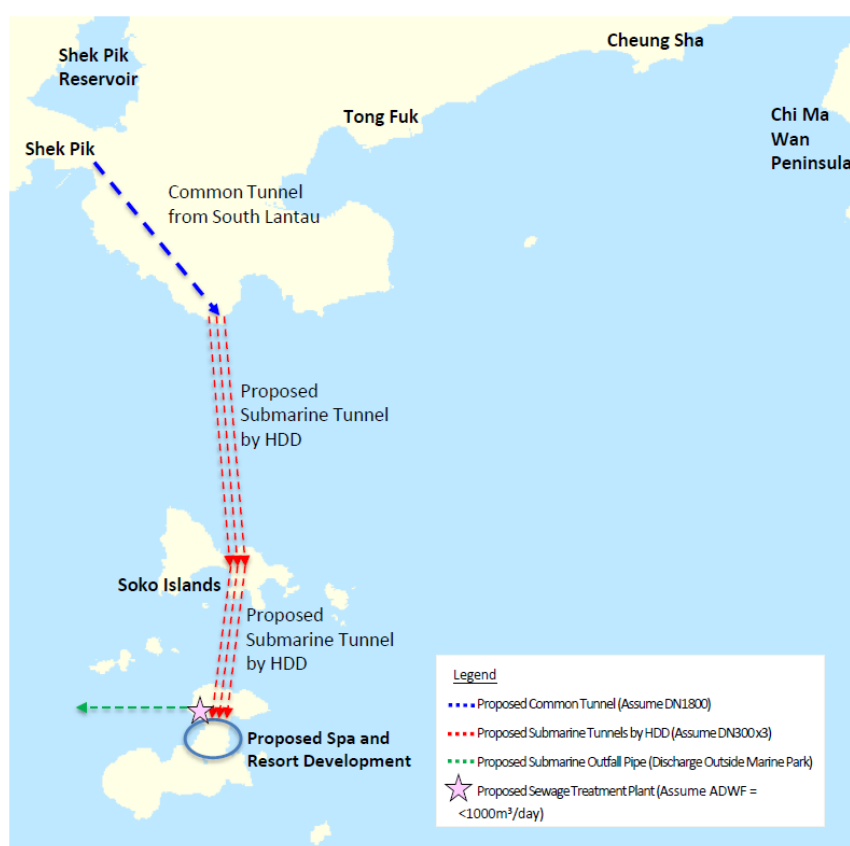 Cheung Sha
Shek Pik
Reservoir
Tong Fuk
Chi Ma
Wan
Peninsula
Shek Pik
Common Tunnel
from South Lantau
Proposed
Submarine Tunnel
by HDD
Soko Islands
Proposed
Submarine Tunnel
by HDD
Proposed Spa and
Resort Development
Legend
Proposed Common Tunnel (Assume DN1800)
Proposed Submarine Tunnels by HDD (Assume DN300 x3)
Proposed Submarine Outfall Pipe (Discharge Outside Marine Park)
Proposed Sewage Treatment Plant (Assume ADWF =
<1000m³/day)